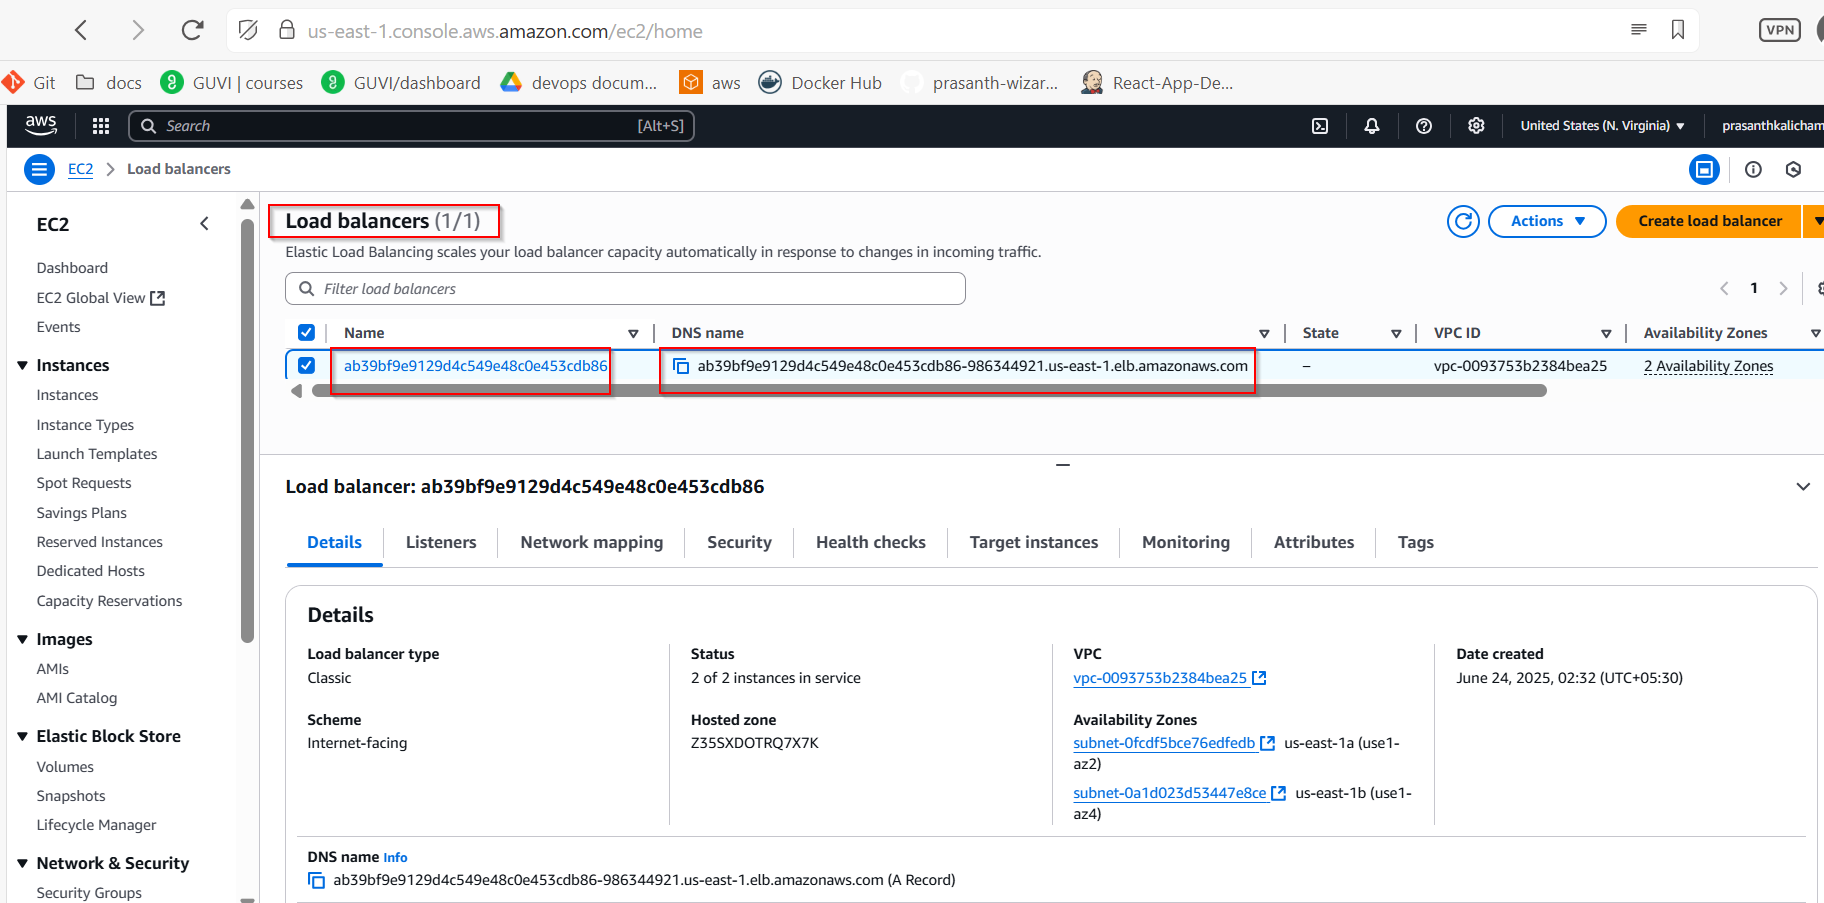 us-east-1.console.aws.amazon.com/ec2/home
VPN
Git
docs
GUVI | courses
GUVI/dashboard
devops docum...
aws
Docker Hub
prasanth-wizar...
React-App-De...
aws
Search
[Alt+S]
United States (N. Virginia)
prasanthkalicham
EC2
Load balancers
EC2
Dashboard
EC2 Global View
Events
Instances
Instances
Instance Types
Launch Templates
Spot Requests
Savings Plans
Reserved Instances
Dedicated Hosts
Capacity Reservations
Images
AMIs
AMI Catalog
Elastic Block Store
Volumes
Snapshots
Lifecycle Manager
Network & Security
Security Groups
Load balancers (1/1)
Actions
Create load balancer
Elastic Load Balancing scales your load balancer capacity automatically in response to changes in incoming traffic.
Filter load balancers
1
Name
DNS name
State
VPC ID
Availability Zones
ab39bf9e9129d4c549e48c0e453cdb86
ab39bf9e9129d4c549e48c0e453cdb86-986344921.us-east-1.elb.amazonaws.com
–
vpc-0093753b2384bea25
2 Availability Zones
Load balancer: ab39bf9e9129d4c549e48c0e453cdb86
Details
Listeners
Network mapping
Security
Health checks
Target instances
Monitoring
Attributes
Tags
Details
Load balancer type
Classic
Scheme
Internet-facing
Status
2 of 2 instances in service
Hosted zone
Z35SXDOTRQ7X7K
VPC
vpc-0093753b2384bea25
Availability Zones
subnet-0fcdf5bce76edfedb us-east-1a (use1-
az2)
subnet-0a1d023d53447e8ce us-east-1b (use1-
az4)
Date created
June 24, 2025, 02:32 (UTC+05:30)
DNS name Info
ab39bf9e9129d4c549e48c0e453cdb86-986344921.us-east-1.elb.amazonaws.com (A Record)